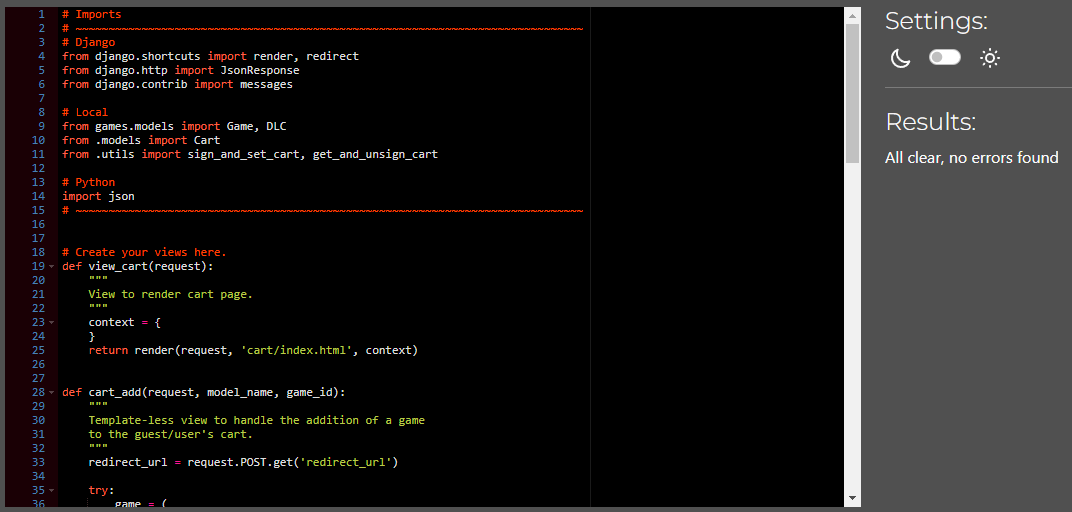 1 # Imports
2 # ~~~~~~~~~~~~~~~~~~~~~~~~~~~~~~~~~~~~~~~~~~~~~~~~~~~~~~~~~~~~~~~~~~~~~~~~~~~~~
3 # Django
4 from django.shortcuts import render, redirect
5 from django.http import JsonResponse
6 from django.contrib import messages
7
8 # Local
9 from games.models import Game, DLC
10 from .models import Cart
11 from .utils import sign_and_set_cart, get_and_unsign_cart
12
13 # Python
14 import json
15 # ~~~~~~~~~~~~~~~~~~~~~~~~~~~~~~~~~~~~~~~~~~~~~~~~~~~~~~~~~~~~~~~~~~~~~~~~~~~~~
16
17
18 # Create your views here.
19 def view_cart(request):
20     """
21     View to render cart page.
22     """
23     context = {
24     }
25     return render(request, 'cart/index.html', context)
26
27
28 def cart_add(request, model_name, game_id):
29     """
30     Template-less view to handle the addition of a game
31     to the guest/user's cart.
32     """
33     redirect_url = request.POST.get('redirect_url')
34
35     try:
36         game = (
Settings:
Results:
All clear, no errors found